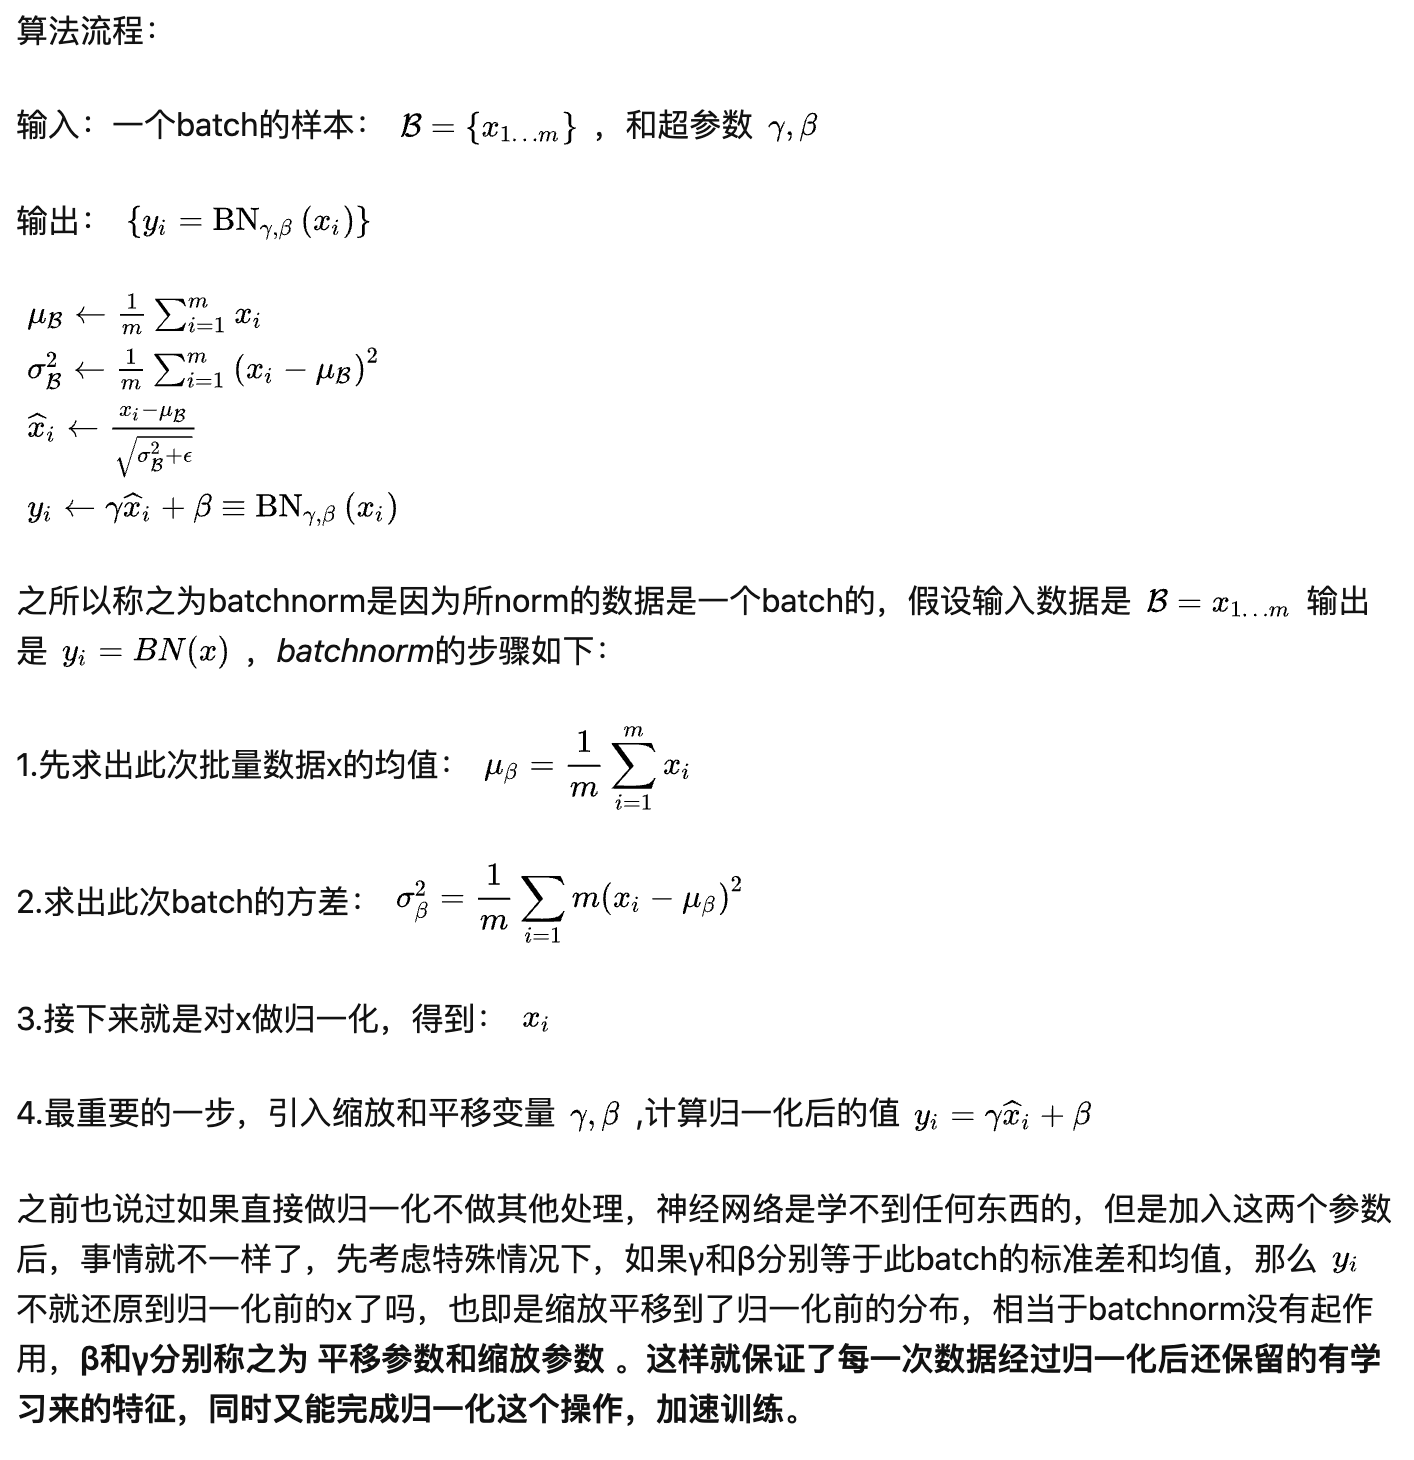 算法流程：
输入：一个batch的样本： $\mathcal{B}=\{x_{1 \ldots m}\}$ ，和超参数 $\gamma, \beta$
输出： $\{y_i = \mathrm{BN}_{\gamma,\beta}(x_i)\}$
$\mu_{\mathcal{B}} \leftarrow \frac{1}{m} \sum_{i=1}^{m} x_i$
$\sigma_{\mathcal{B}}^2 \leftarrow \frac{1}{m} \sum_{i=1}^{m} (x_i - \mu_{\mathcal{B}})^2$
$\widehat{x}_i \leftarrow \frac{x_i - \mu_{\mathcal{B}}}{\sqrt{\sigma_{\mathcal{B}}^2 + \epsilon}}$
$y_i \leftarrow \gamma \widehat{x}_i + \beta \equiv \mathrm{BN}_{\gamma,\beta}(x_i)$
之所以称之为batchnorm是因为所norm的数据是一个batch的，假设输入数据是 $\mathcal{B} = x_{1 \ldots m}$ 输出
是 $y_i = BN(x)$ ，batchnorm的步骤如下：
1.先求出此次批量数据x的均值： $\mu_{\beta} = \frac{1}{m} \sum_{i=1}^{m} x_i$
2.求出此次batch的方差： $\sigma_{\beta}^2 = \frac{1}{m} \sum_{i=1} m(x_i - \mu_{\beta})^2$
3.接下来就是对x做归一化，得到： $x_i$
4.最重要的一步，引入缩放和平移变量 $\gamma, \beta$ ,计算归一化后的值 $y_i = \gamma \widehat{x}_i + \beta$
之前也说过如果直接做归一化不做其他处理，神经网络是学不到任何东西的，但是加入这两个参数
后，事情就不一样了，先考虑特殊情况下，如果γ和β分别等于此batch的标准差和均值，那么 $y_i$
不就还原到归一化前的x了吗，也即是缩放平移到了归一化前的分布，相当于batchnorm没有起作
用，β和γ分别称之为 平移参数和缩放参数 。这样就保证了每一次数据经过归一化后还保留的有学
习来的特征，同时又能完成归一化这个操作，加速训练。